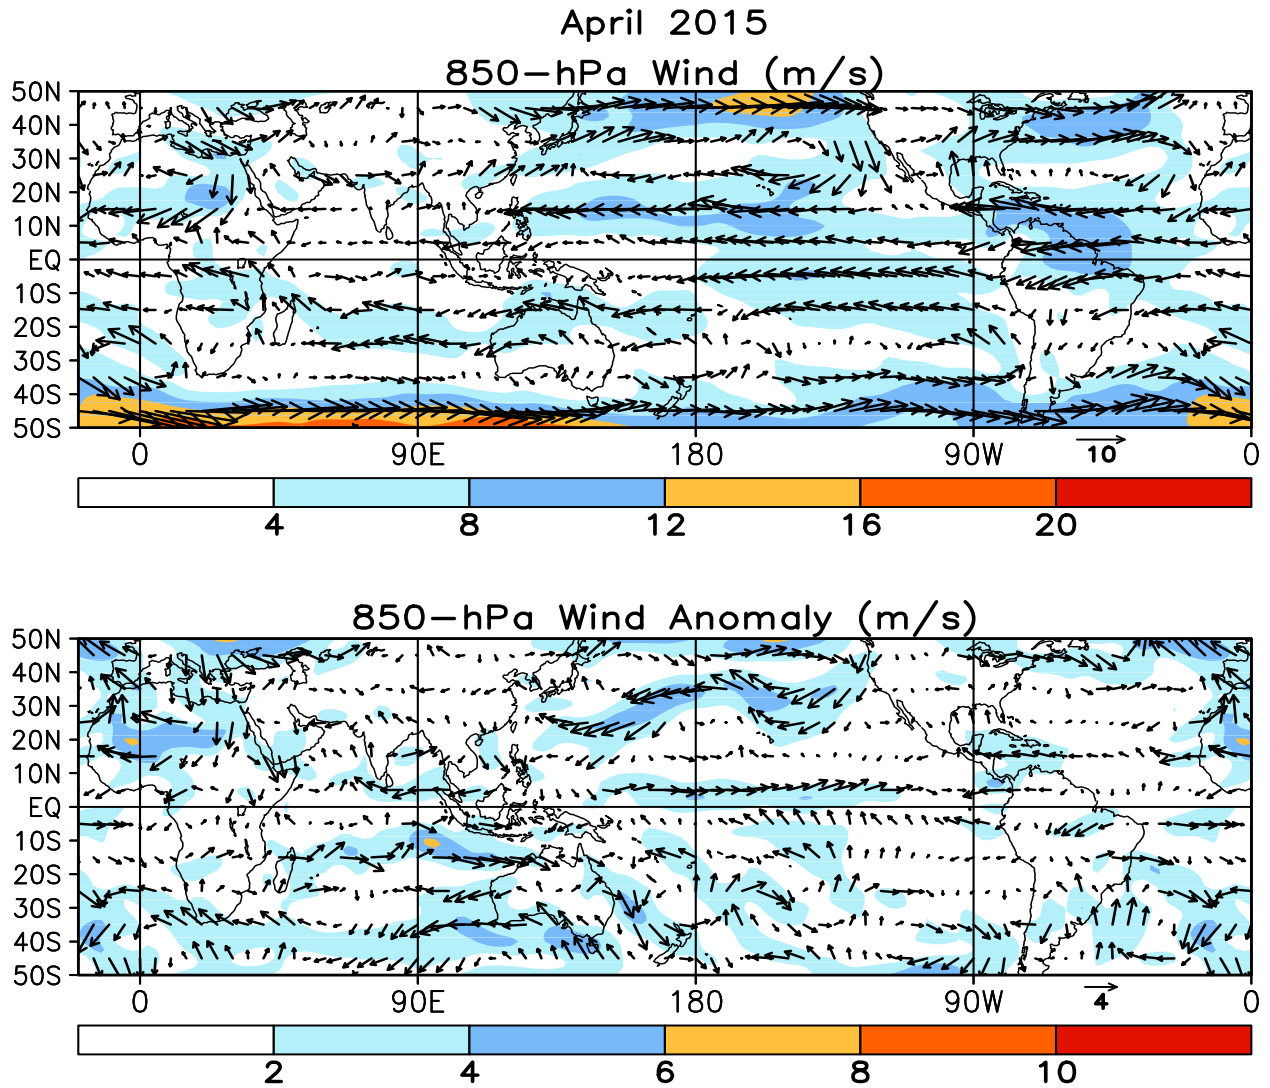 April 2015
850-hPa Wind (m/s)
50N
40N
30N
20N
10N
EQ
10S
20S
30S
40S
50S
0 90E 180 90W 0
10
4 8 12 16 20
850-hPa Wind Anomaly (m/s)
50N
40N
30N
20N
10N
EQ
10S
20S
30S
40S
50S
0 90E 180 90W 0
4
2 4 6 8 10